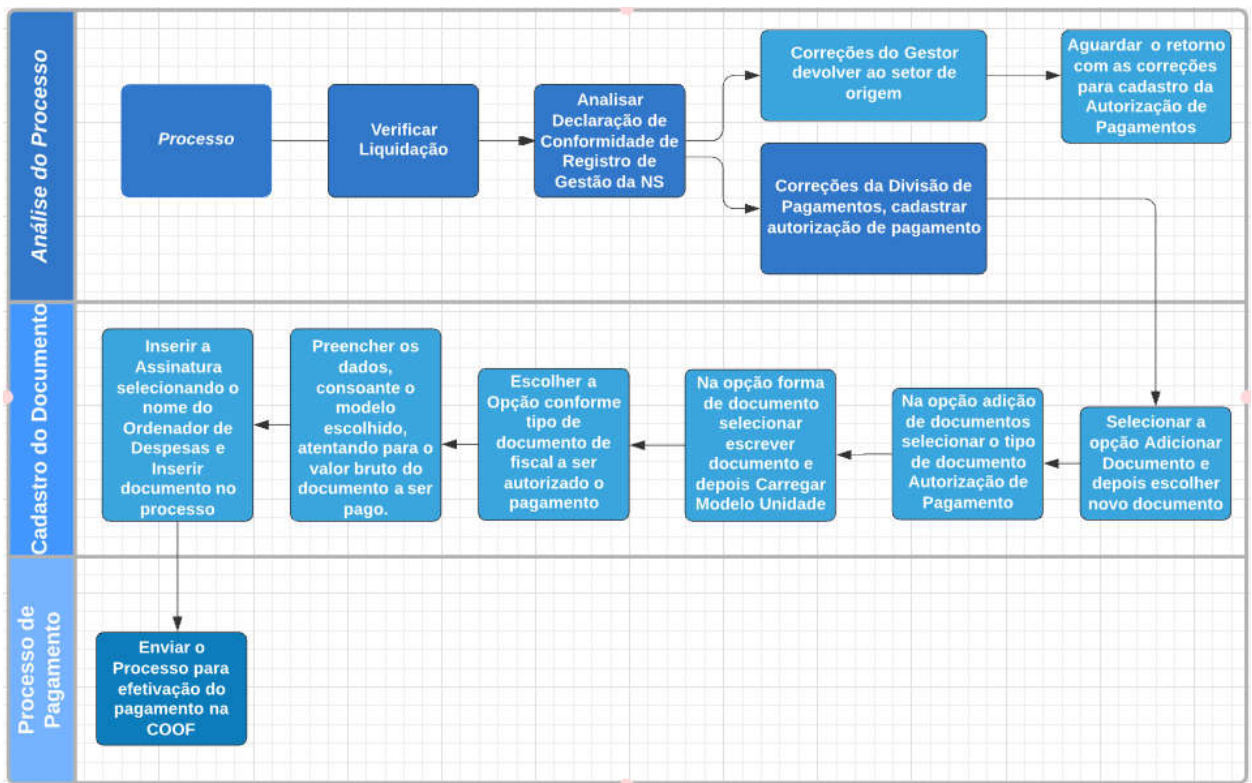 Análise do Processo
Processo
Verificar
Liquidação
Analisar
Declaração de
Conformidade de
Registro de
Gestão da NS
Correções do Gestor
devolver ao setor de
origem
Aguardar o retorno
com as correções
para cadastro da
Autorização de
Pagamentos
Correções da Divisão de
Pagamentos, cadastrar
autorização de pagamento
Cadastro do Documento
Selecionar a
opção Adicionar
Documento e
depois escolher
novo documento
Na opção adição
de documentos
selecionar o tipo
de documento
Autorização de
Pagamento
Na opção forma
de documento
selecionar
escrever
documento e
depois Carregar
Modelo Unidade
Escolher a
Opção conforme
tipo de
documento de
fiscal a ser
autorizado o
pagamento
Preencher os
dados,
consoante o
modelo
escolhido,
atentando para o
valor bruto do
documento a ser
pago.
Inserir a
Assinatura
selecionando o
nome do
Ordenador de
Despesas e
Inserir
documento no
processo
Processo de
Pagamento
Enviar o
Processo para
efetivação do
pagamento na
COOF